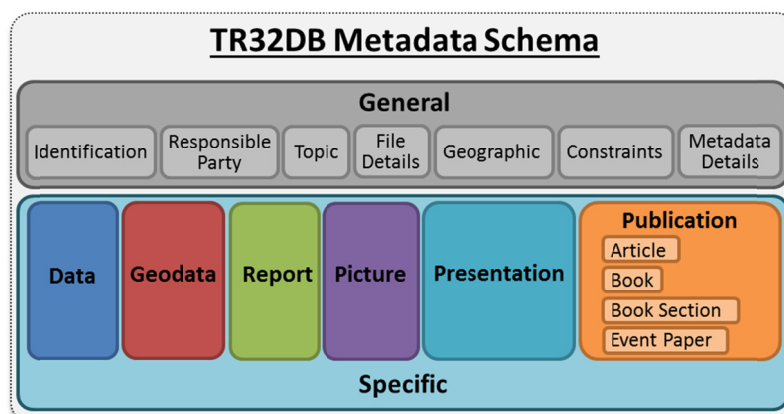 TR32DB Metadata Schema
General
Identification
Responsible
Party
Topic
File
Details
Geographic
Constraints
Metadata
Details
Data
Geodata
Report
Picture
Presentation
Publication
Article
Book
Book Section
Event Paper
Specific